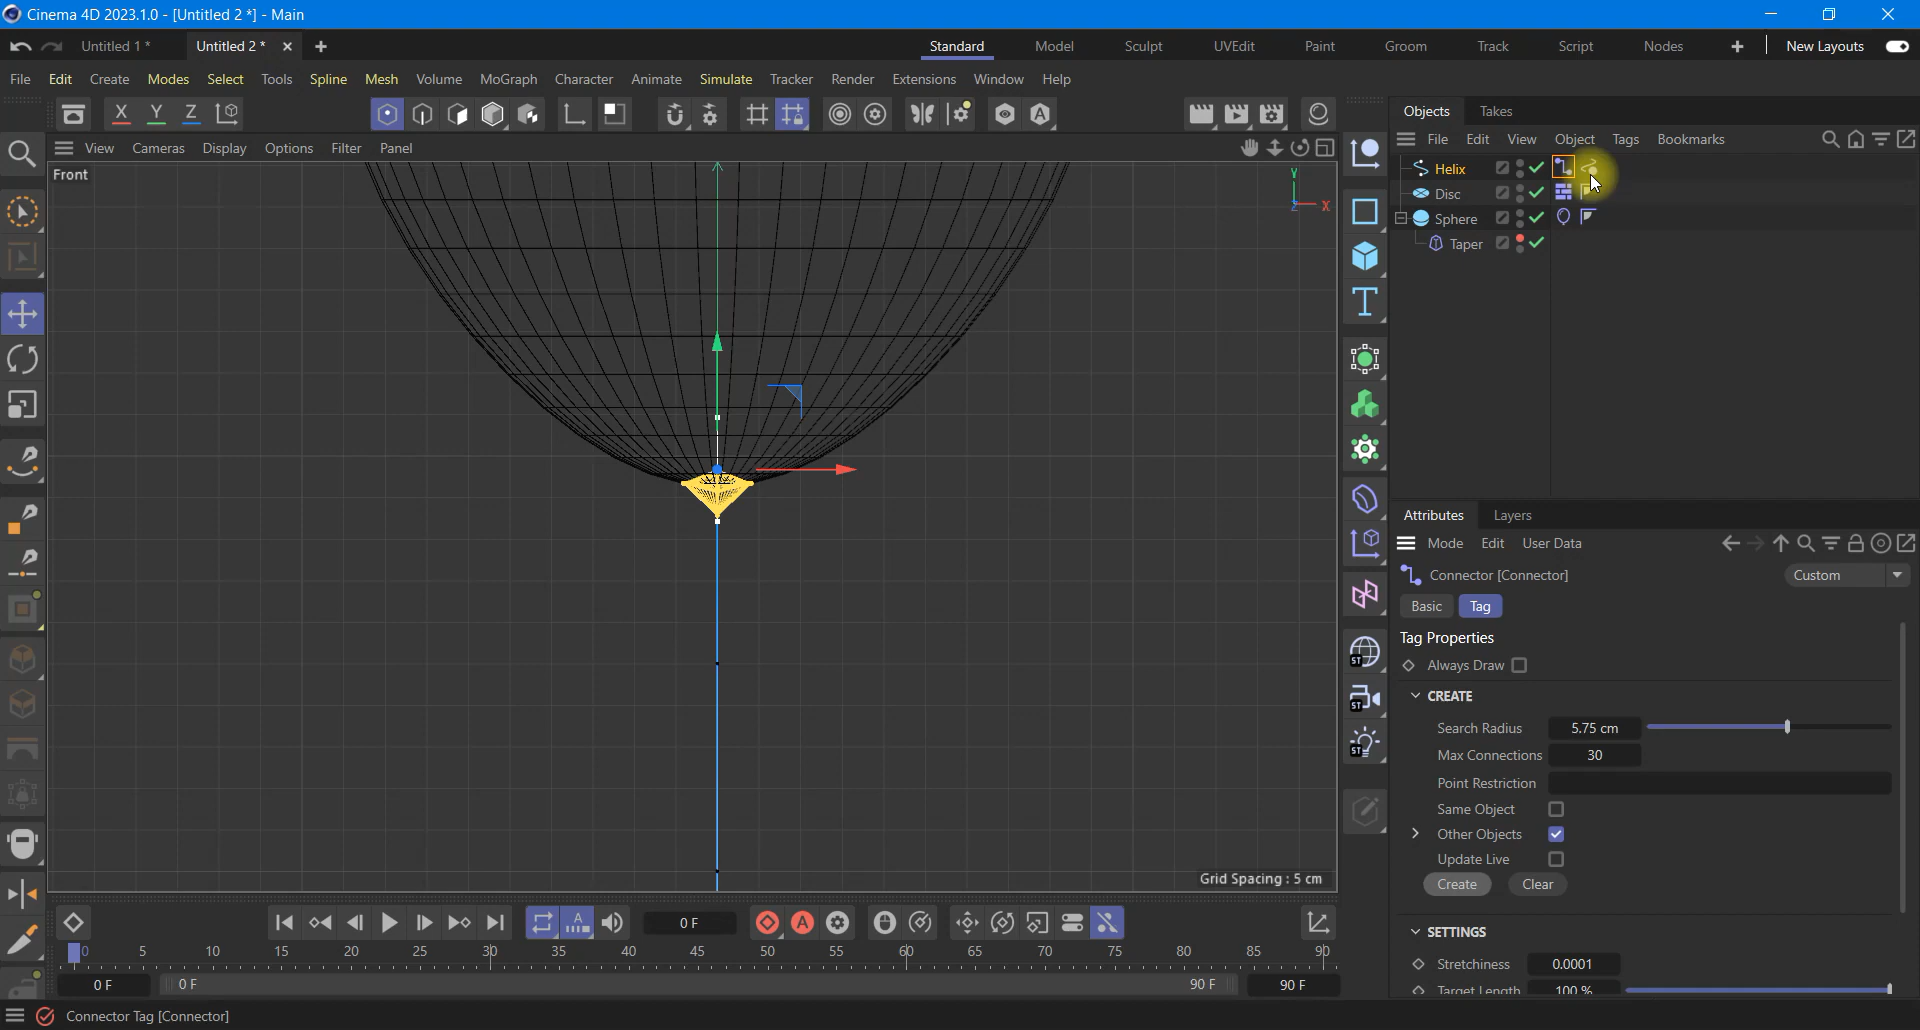 Cinema 4D 2023.1.0 - [Untitled 2 *] - Main
Untitled 1 *
Untitled 2 *
Standard
Model
Sculpt
UVEdit
Paint
Groom
Track
Script
Nodes
New Layouts
File Edit Create Modes Select Tools Spline Mesh Volume MoGraph Character Animate Simulate Tracker Render Extensions Window Help
X Y Z
Objects Takes
File Edit View Object Tags Bookmarks
View Cameras Display Options Filter Panel
Front
Y
Z X
Helix
Disc
Sphere
Taper
Attributes Layers
Mode Edit User Data
Connector [Connector]
Custom
Basic Tag
Tag Properties
Always Draw
CREATE
Search Radius 5.75 cm
Max Connections 30
Point Restriction
Same Object
Other Objects
Update Live
Create Clear
SETTINGS
Stretchiness 0.0001
Target Length 100 %
ST
ST
ST
Grid Spacing : 5 cm
0 F
0 5 10 15 20 25 30 35 40 45 50 55 60 65 70 75 80 85 90
0 F 0 F 90 F 90 F
Connector Tag [Connector]